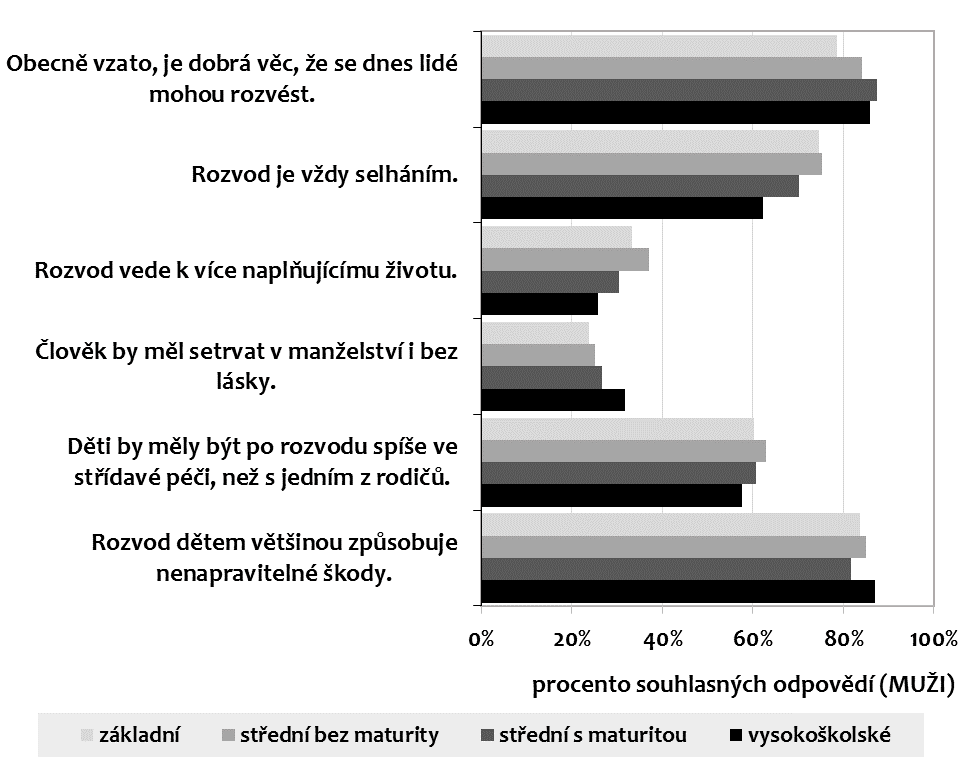 Obecně vzato, je dobrá věc, že se dnes lidé
mohou rozvést.
Rozvod je vždy selháním.
Rozvod vede k více naplňujícímu životu.
Člověk by měl setrvat v manželství i bez
lásky.
Děti by měly být po rozvodu spíše ve
střídavé péči, než s jedním z rodičů.
Rozvod dětem většinou způsobuje
nenapravitelné škody.
0% 20% 40% 60% 80% 100%
procento souhlasných odpovědí (MUŽI)
základní střední bez maturity střední s maturitou vysokoškolské